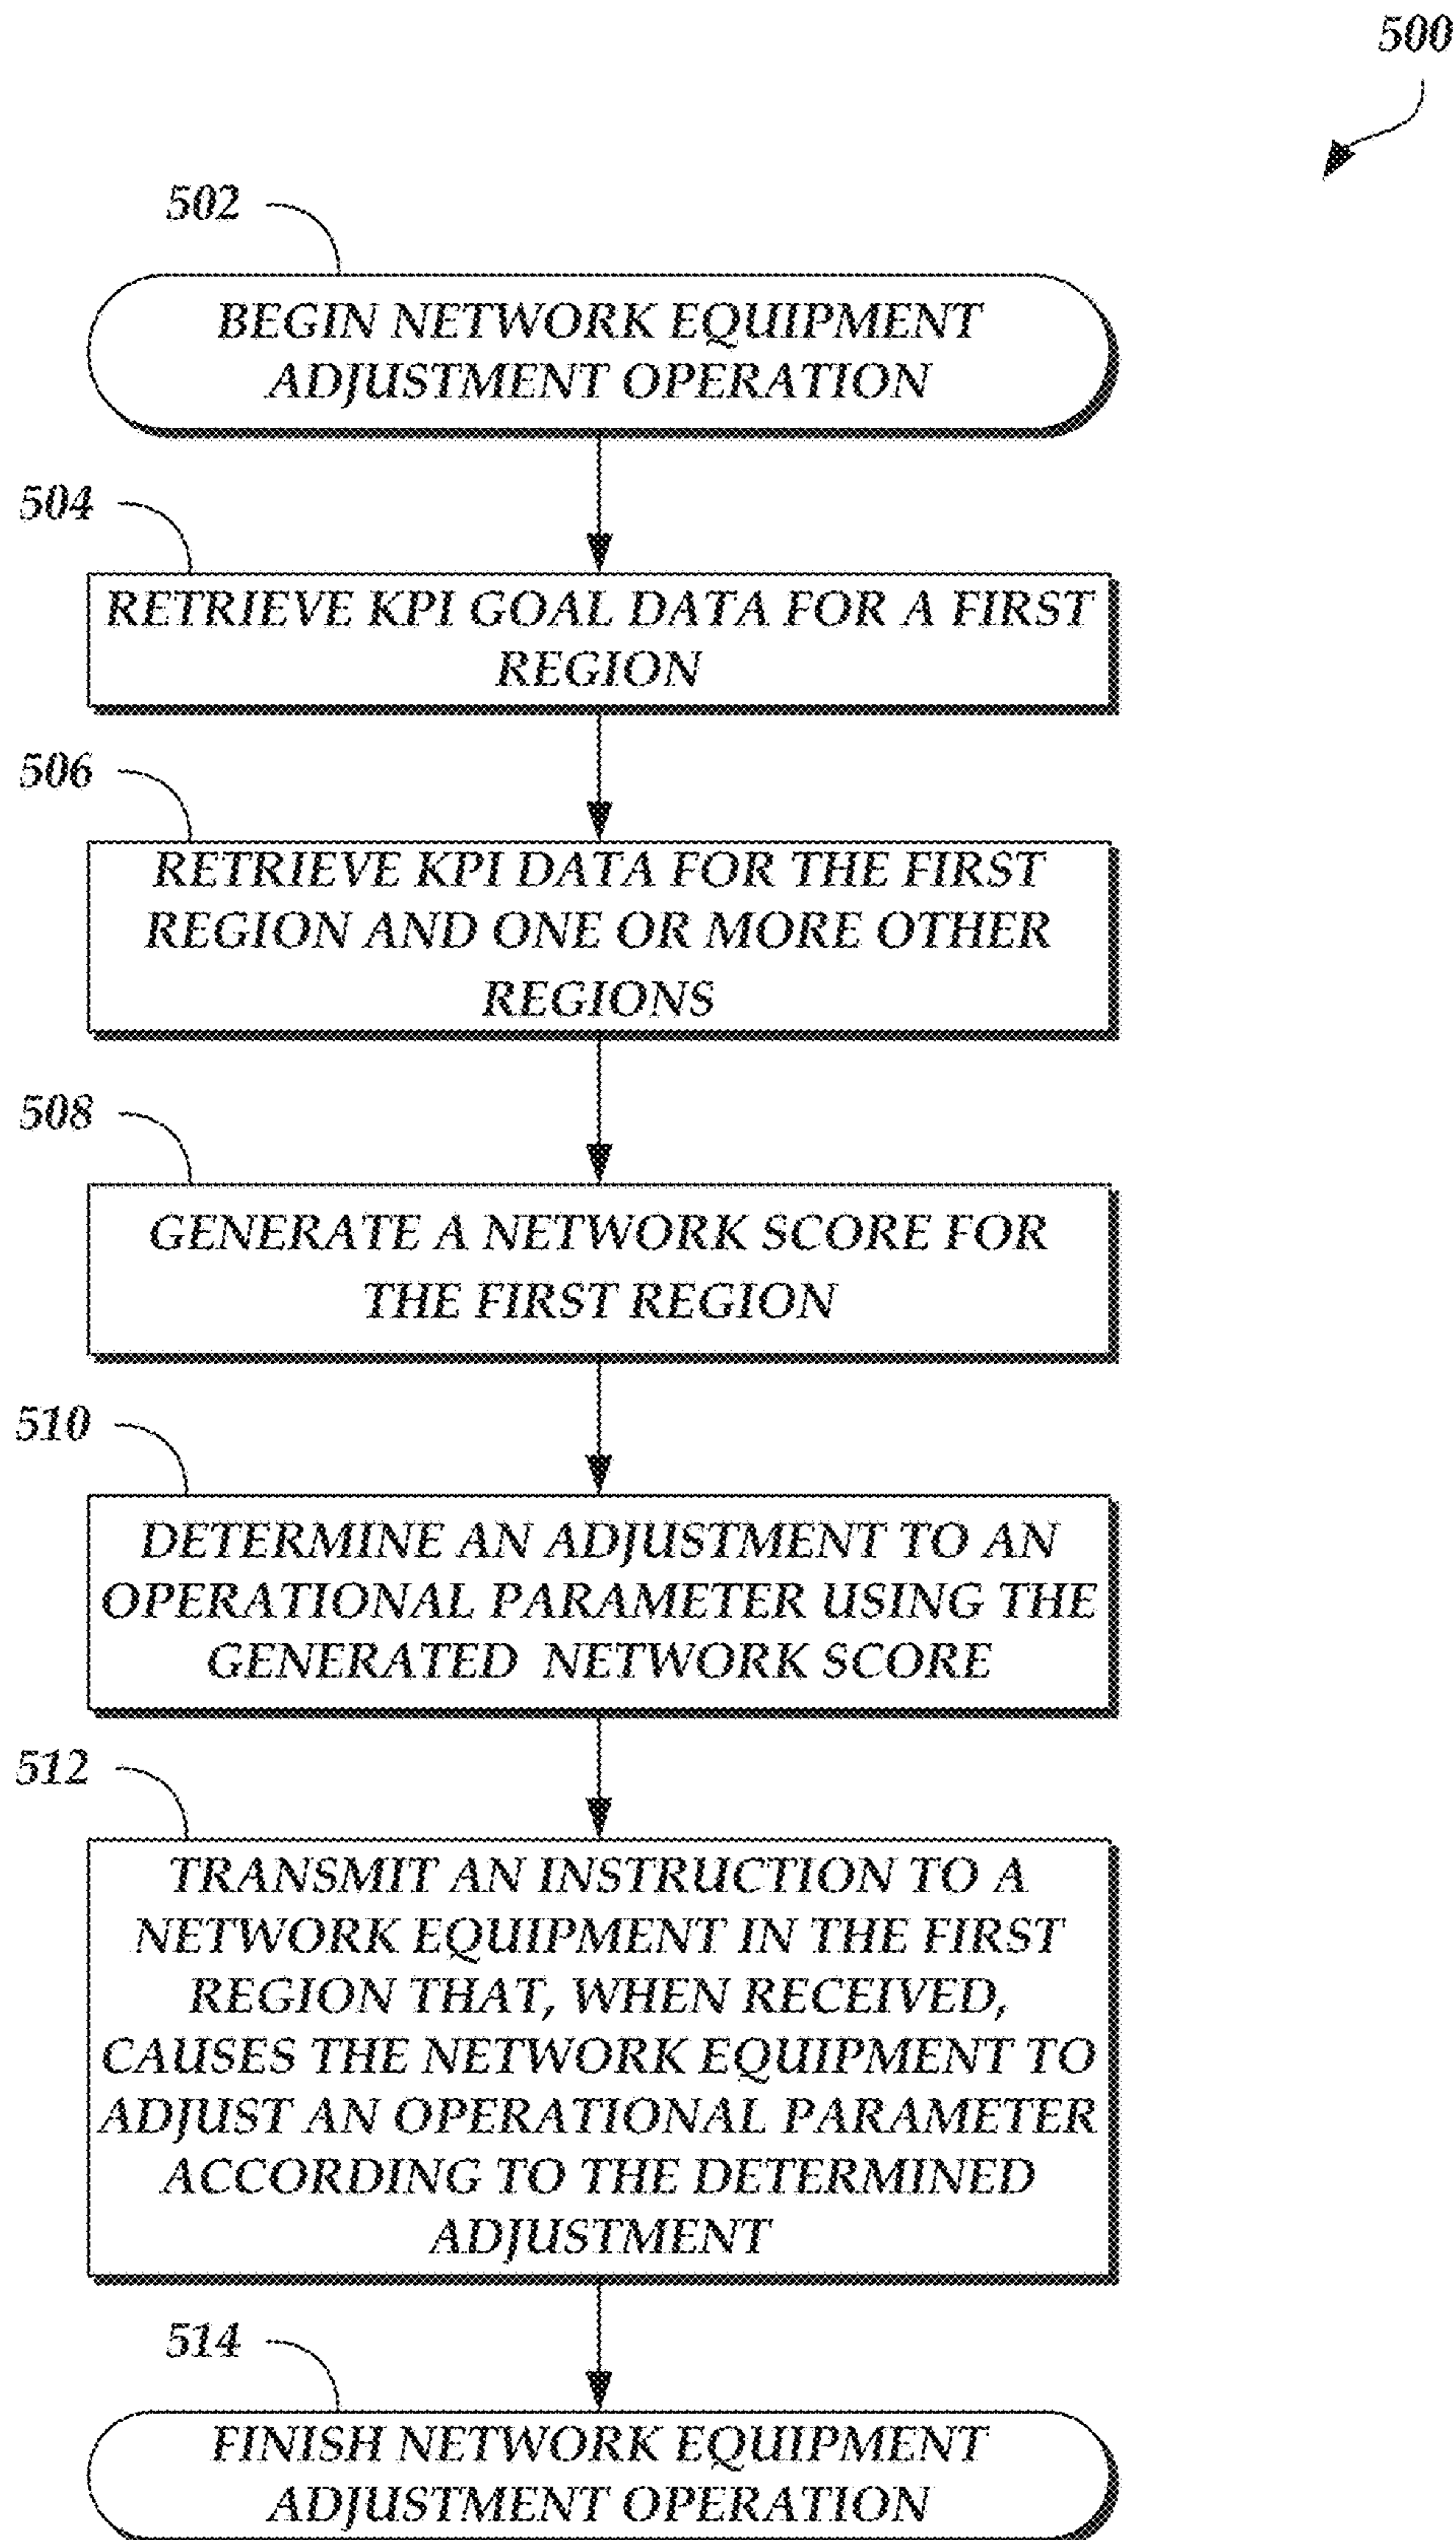 500
502
BEGIN NETWORK EQUIPMENT
ADJUSTMENT OPERATION
504
RETRIEVE KPI GOAL DATA FOR A FIRST
REGION
506
RETRIEVE KPI DATA FOR THE FIRST
REGION AND ONE OR MORE OTHER
REGIONS
508
GENERATE A NETWORK SCORE FOR
THE FIRST REGION
510
DETERMINE AN ADJUSTMENT TO AN
OPERATIONAL PARAMETER USING THE
GENERATED NETWORK SCORE
512
TRANSMIT AN INSTRUCTION TO A
NETWORK EQUIPMENT IN THE FIRST
REGION THAT, WHEN RECEIVED,
CAUSES THE NETWORK EQUIPMENT TO
ADJUST AN OPERATIONAL PARAMETER
ACCORDING TO THE DETERMINED
ADJUSTMENT
514
FINISH NETWORK EQUIPMENT
ADJUSTMENT OPERATION